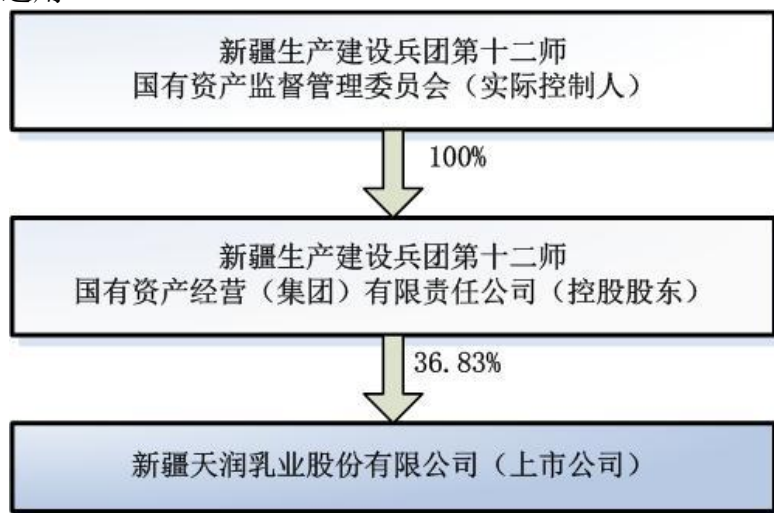 新疆生产建设兵团第十二师
国有资产监督管理委员会（实际控制人）
100%
新疆生产建设兵团第十二师
国有资产经营（集团）有限责任公司（控股股东）
36.83%
新疆天润乳业股份有限公司（上市公司）